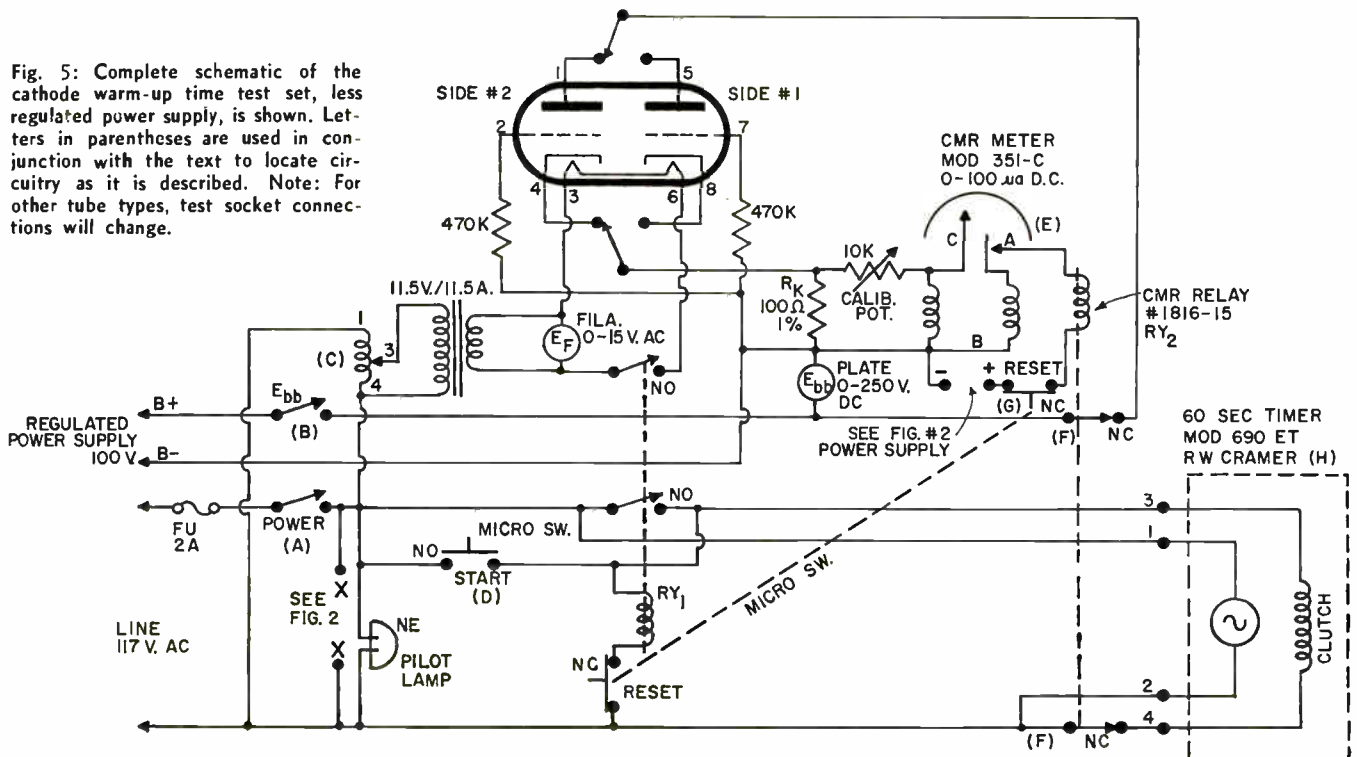 Fig. 5: Complete schematic of the
cathode warm-up time test set, less
regulated power supply, is shown. Let-
ters in parentheses are used in con-
junction with the text to locate cir-
cuitry as it is described. Note: For
other tube types, test socket connec-
tions will change.
1
5
SIDE #2
SIDE #1
2
7
4
3
6
8
470K
470K
CMR METER
MOD 351-C
0-100 µa D.C.
C
A
(E)
10K
CALIB.
POT.
RK
100Ω
1%
B
CMR RELAY
#1816-15
RY2
11.5V./11.5A.
1
(C)
3
4
EF
FILA.
0-15 V. AC
NO
Ebb
PLATE
0-250 V.
DC
-
+
RESET
(G)
NC
SEE FIG. #2
POWER SUPPLY
(F)
NC
B+
Ebb
(B)
REGULATED
POWER SUPPLY
100 V.
B-
60 SEC TIMER
MOD 690 ET
RW CRAMER (H)
FU
2A
POWER
(A)
MICRO SW.
NO
3
1
NO
START
(D)
SEE
FIG. 2
X
X
RY1
MICRO SW.
LINE
117 V. AC
NE
PILOT
LAMP
NC
RESET
CLUTCH
2
4
(F)
NC